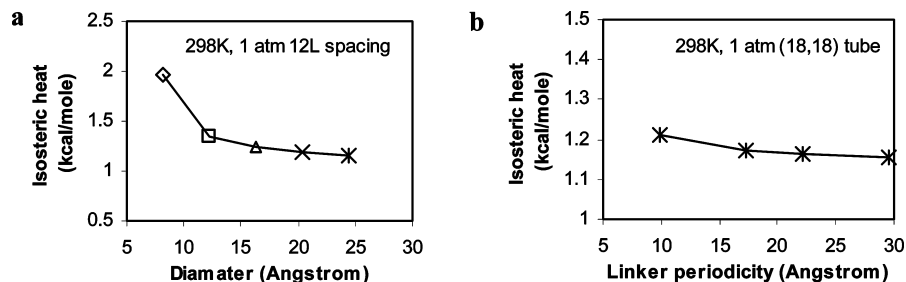 a
298K, 1 atm 12L spacing
Isosteric heat
(kcal/mole)
2.5
2
1.5
1
0.5
5 10 15 20 25 30
Diamater (Angstrom)
b
298K, 1 atm (18,18) tube
Isosteric heat
(kcal/mole)
1.5
1.4
1.3
1.2
1.1
1
5 10 15 20 25 30
Linker periodicity (Angstrom)